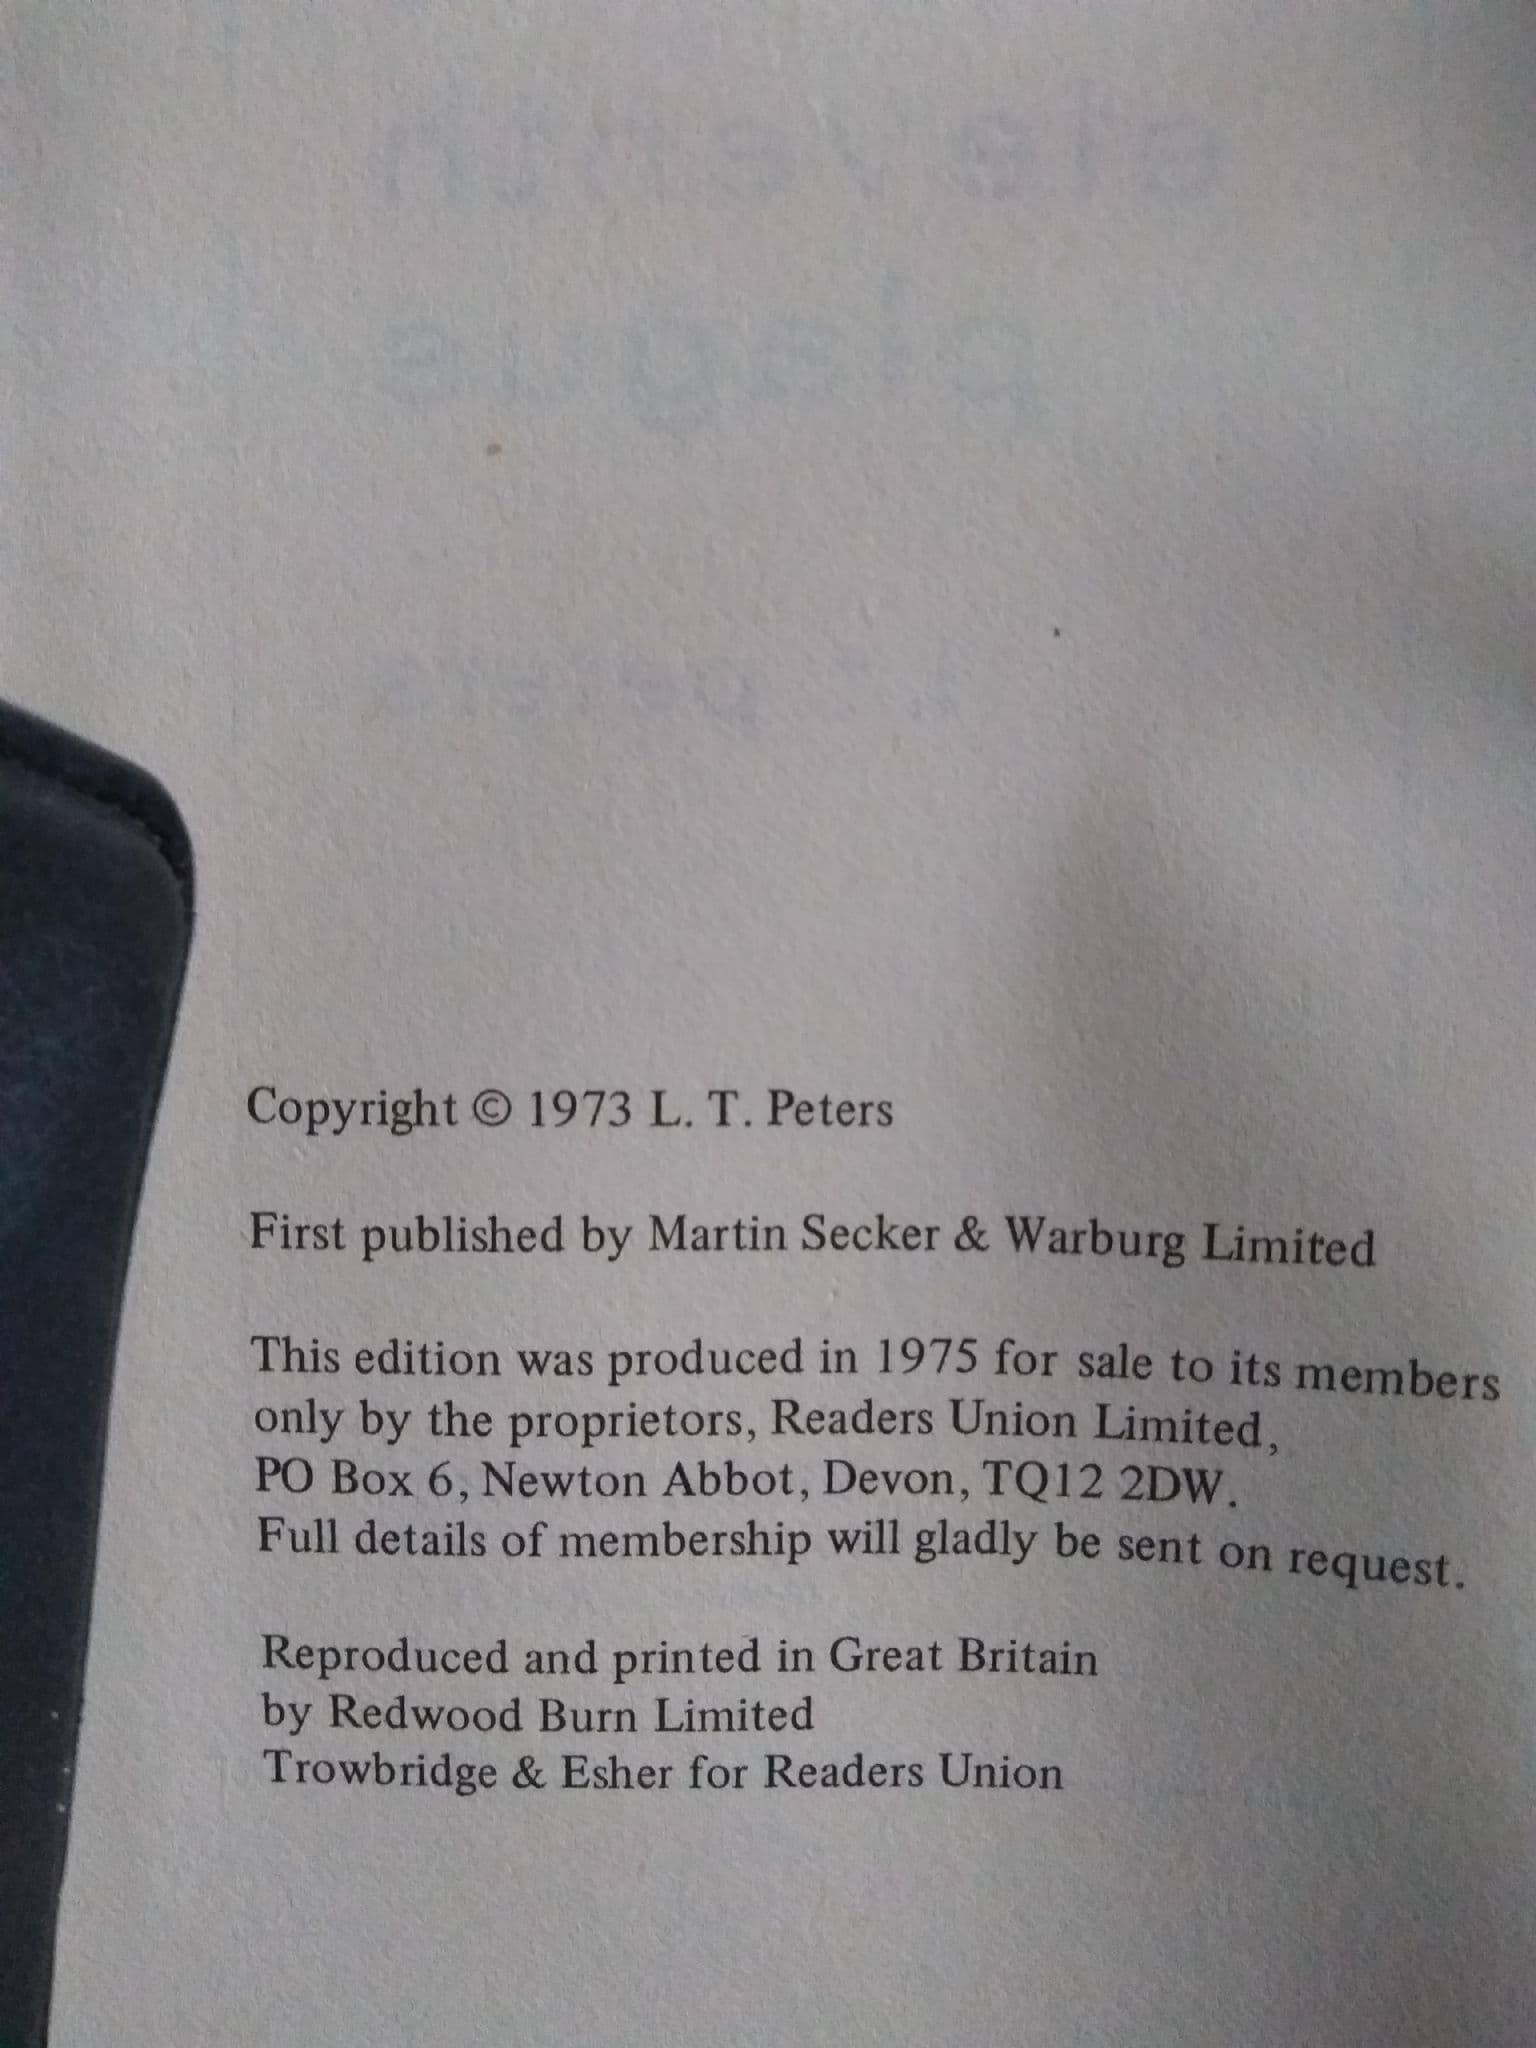 Copyright © 1973 L. T. Peters
First published by Martin Secker & Warburg Limited
This edition was produced in 1975 for sale to its members
only by the proprietors, Readers Union Limited,
PO Box 6, Newton Abbot, Devon, TQ12 2DW.
Full details of membership will gladly be sent on request.
Reproduced and printed in Great Britain
by Redwood Burn Limited
Trowbridge & Esher for Readers Union